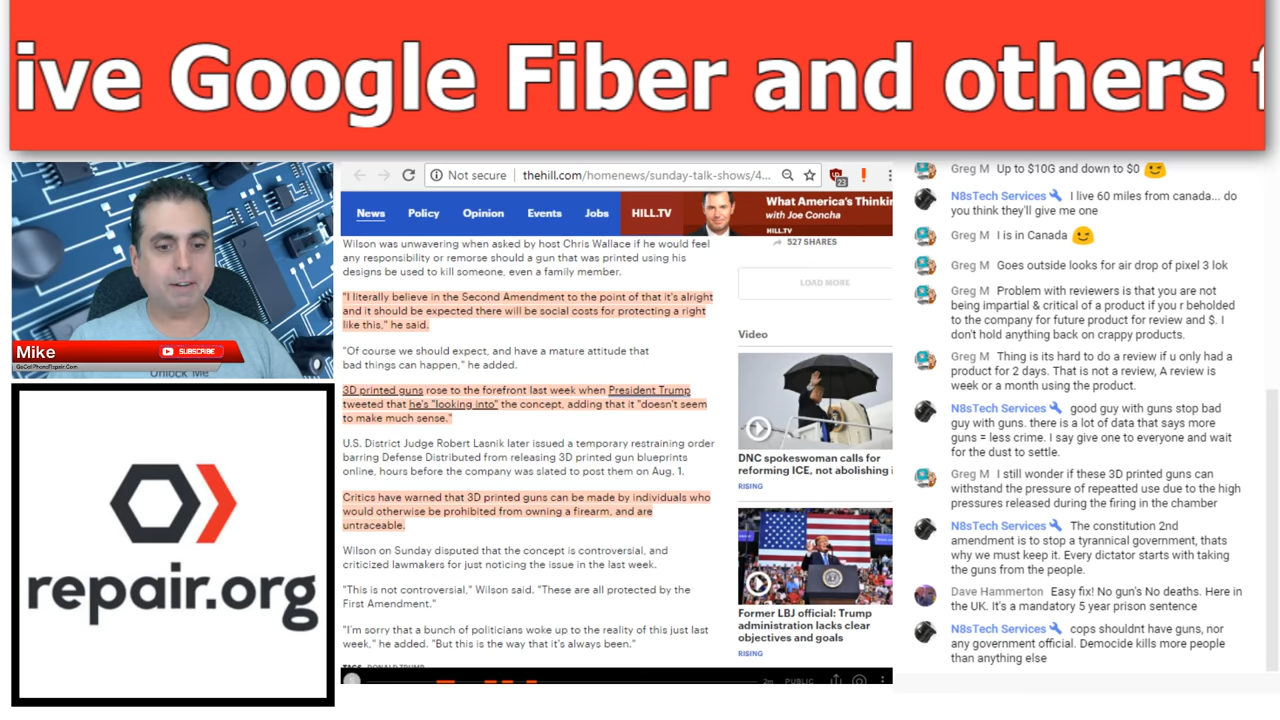 ive Google Fiber and others
Mike
SUBSCRIBE
GoCellPhoneRepair.Com
Unlock Me
repair.org
Not secure
thehill.com/homenews/sunday-talk-shows/4...
23
News
Policy
Opinion
Events
Jobs
HILL.TV
What America's Thinkin
with Joe Concha
HILL.TV
Wilson was unwavering when asked by host Chris Wallace if he would feel
any responsibility or remorse should a gun that was printed using his
designs be used to kill someone, even a family member.
"I literally believe in the Second Amendment to the point of that it's alright
and it should be expected there will be social costs for protecting a right
like this," he said.
"Of course we should expect, and have a mature attitude that
bad things can happen," he added.
3D printed guns rose to the forefront last week when President Trump
tweeted that he's "looking into" the concept, adding that it "doesn't seem
to make much sense."
U.S. District Judge Robert Lasnik later issued a temporary restraining order
barring Defense Distributed from releasing 3D printed gun blueprints
online, hours before the company was slated to post them on Aug. 1.
Critics have warned that 3D printed guns can be made by individuals who
would otherwise be prohibited from owning a firearm, and are
untraceable.
Wilson on Sunday disputed that the concept is controversial, and
criticized lawmakers for just noticing the issue in the last week.
"This is not controversial," Wilson said. "These are all protected by the
First Amendment."
"I'm sorry that a bunch of politicians woke up to the reality of this just last
week," he added. "But this is the way that it's always been."
TAGS DONALD TRUMP
527 SHARES
LOAD MORE
Video
DNC spokeswoman calls for
reforming ICE, not abolishing i
RISING
Former LBJ official: Trump
administration lacks clear
objectives and goals
RISING
2m
PUBLIC
Greg M Up to $10G and down to $0
N8sTech Services I live 60 miles from canada... do
you think they'll give me one
Greg M I is in Canada
Greg M Goes outside looks for air drop of pixel 3 lok
Greg M Problem with reviewers is that you are not
being impartial & critical of a product if you r beholded
to the company for future product for review and $. I
don't hold anything back on crappy products.
Greg M Thing is its hard to do a review if u only had a
product for 2 days. That is not a review, A review is
week or a month using the product.
N8sTech Services good guy with guns stop bad
guy with guns. there is a lot of data that says more
guns = less crime. I say give one to everyone and wait
for the dust to settle.
Greg M I still wonder if these 3D printed guns can
withstand the pressure of repeatted use due to the high
pressures released during the firing in the chamber
N8sTech Services The constitution 2nd
amendment is to stop a tyrannical government, thats
why we must keep it. Every dictator starts with taking
the guns from the people.
Dave Hammerton Easy fix! No gun's No deaths. Here in
the UK. It's a mandatory 5 year prison sentence
N8sTech Services cops shouldnt have guns, nor
any government official. Democide kills more people
than anything else